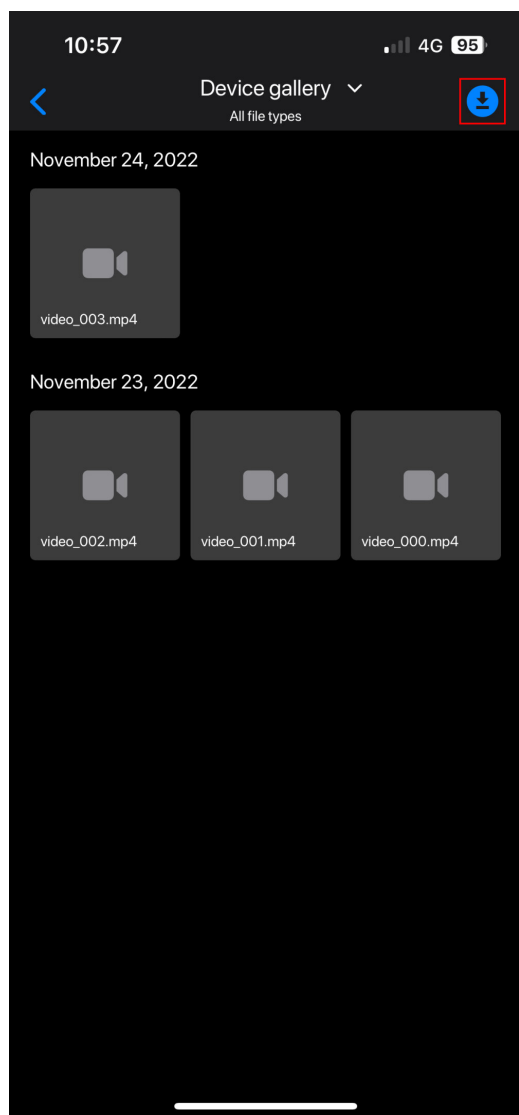 10:57 4G 95
Device gallery
All file types
November 24, 2022
video_003.mp4
November 23, 2022
video_002.mp4 video_001.mp4 video_000.mp4